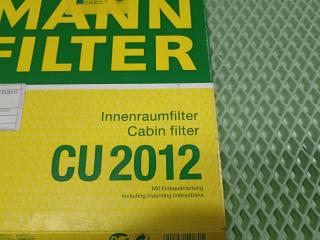 MANN
FILTER
Innenraumfilter
Cabin filter
CU 2012
Mit Einbauanleitung
Including mounting instructions